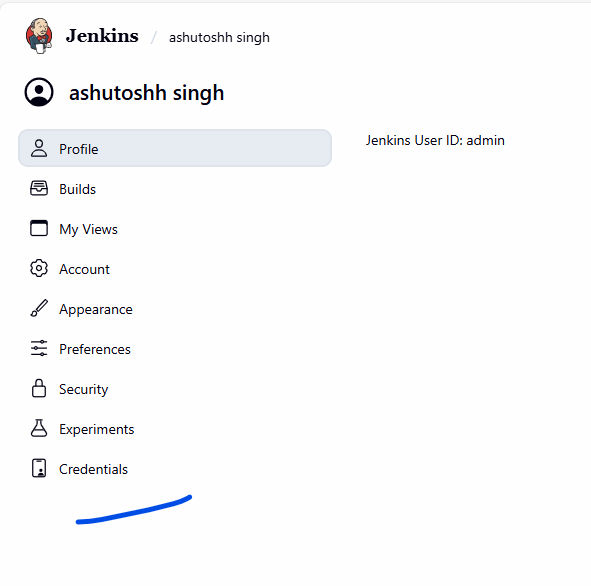 Jenkins / ashutoshh singh
ashutoshh singh
Profile
Jenkins User ID: admin
Builds
My Views
Account
Appearance
Preferences
Security
Experiments
Credentials